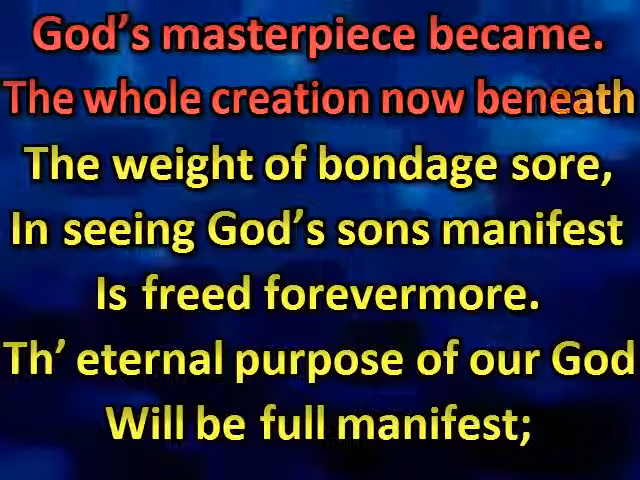 God’s masterpiece became.
The whole creation now beneath
The weight of bondage sore,
In seeing God’s sons manifest
Is freed forevermore.
Th’ eternal purpose of our God
Will be full manifest;